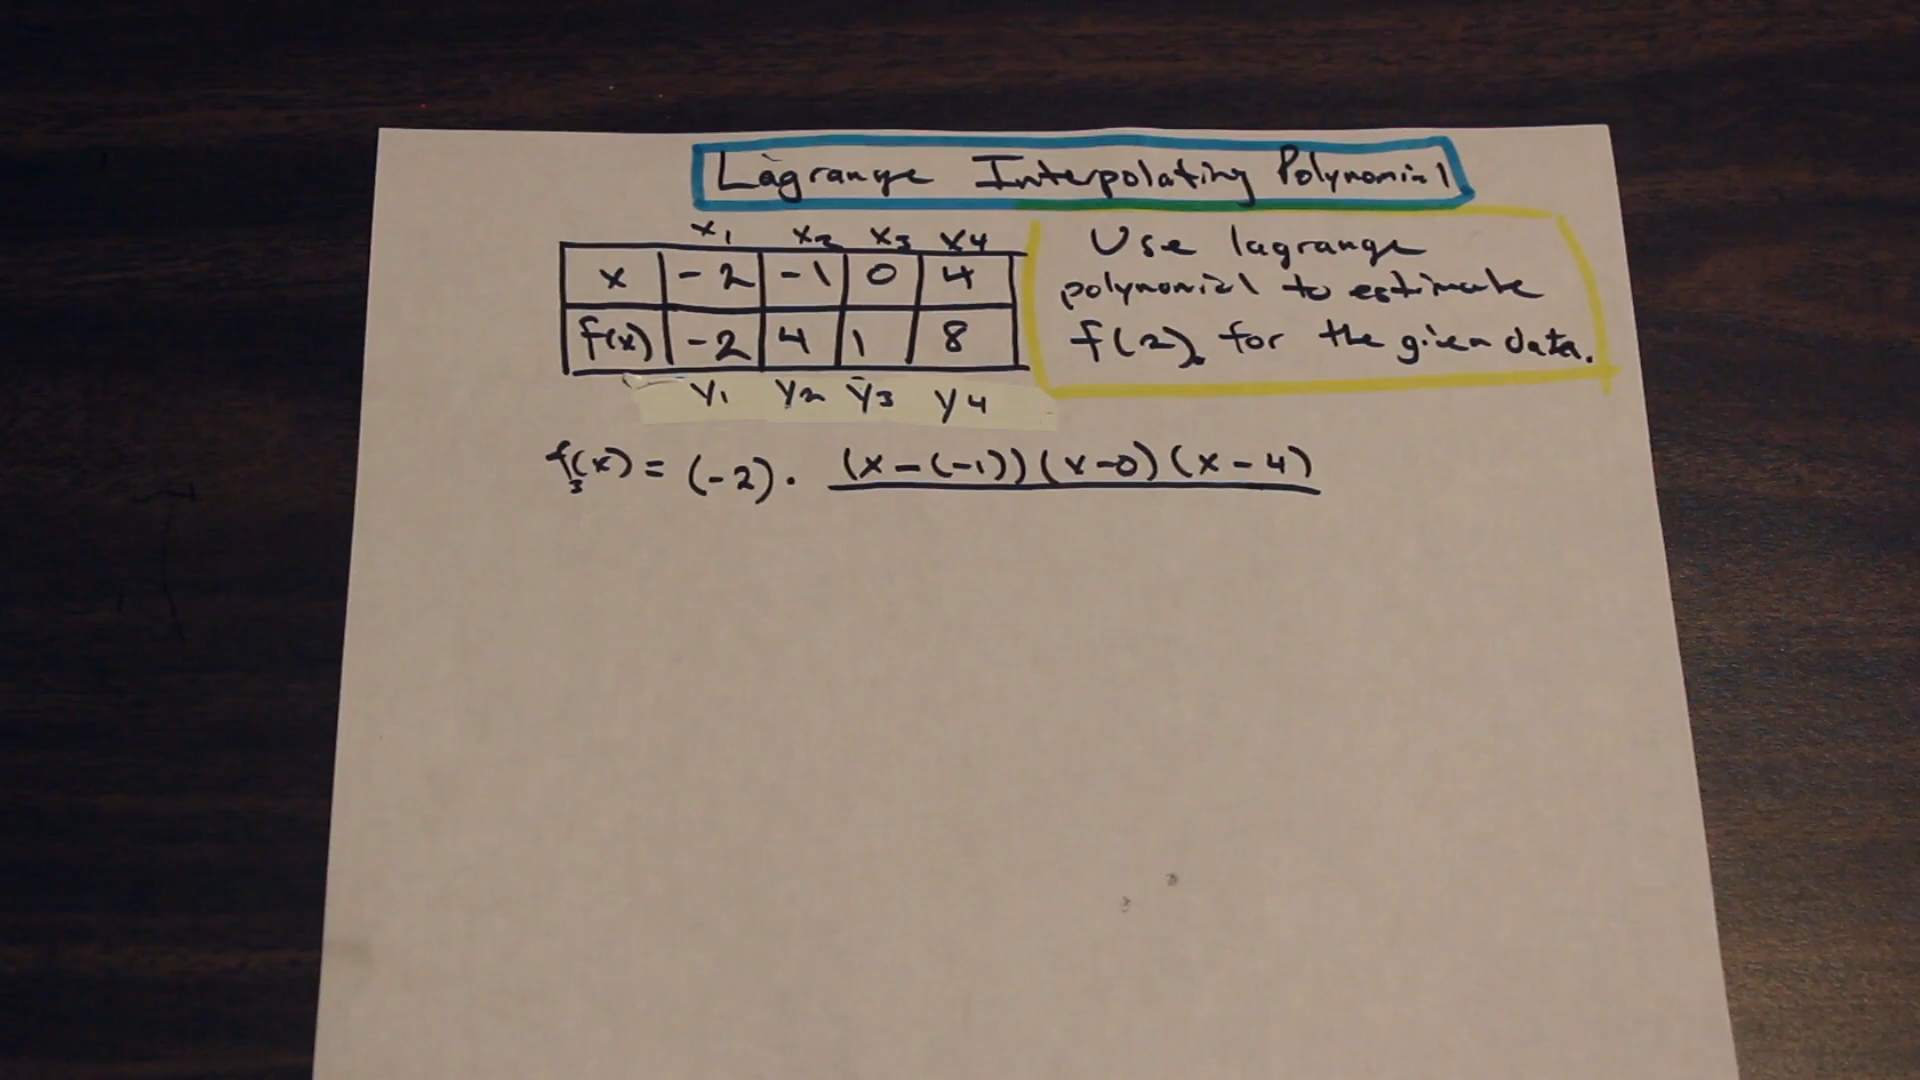 Lagrange Interpolating Polynomial
x1 x2 x3 x4
x -2 -1 0 4
f(x) -2 4 1 8
y1 y2 y3 y4
Use lagrange
polynomial to estimate
f(2) for the given data.
f3(x) = (-2) · (x-(-1))(x-0)(x-4)